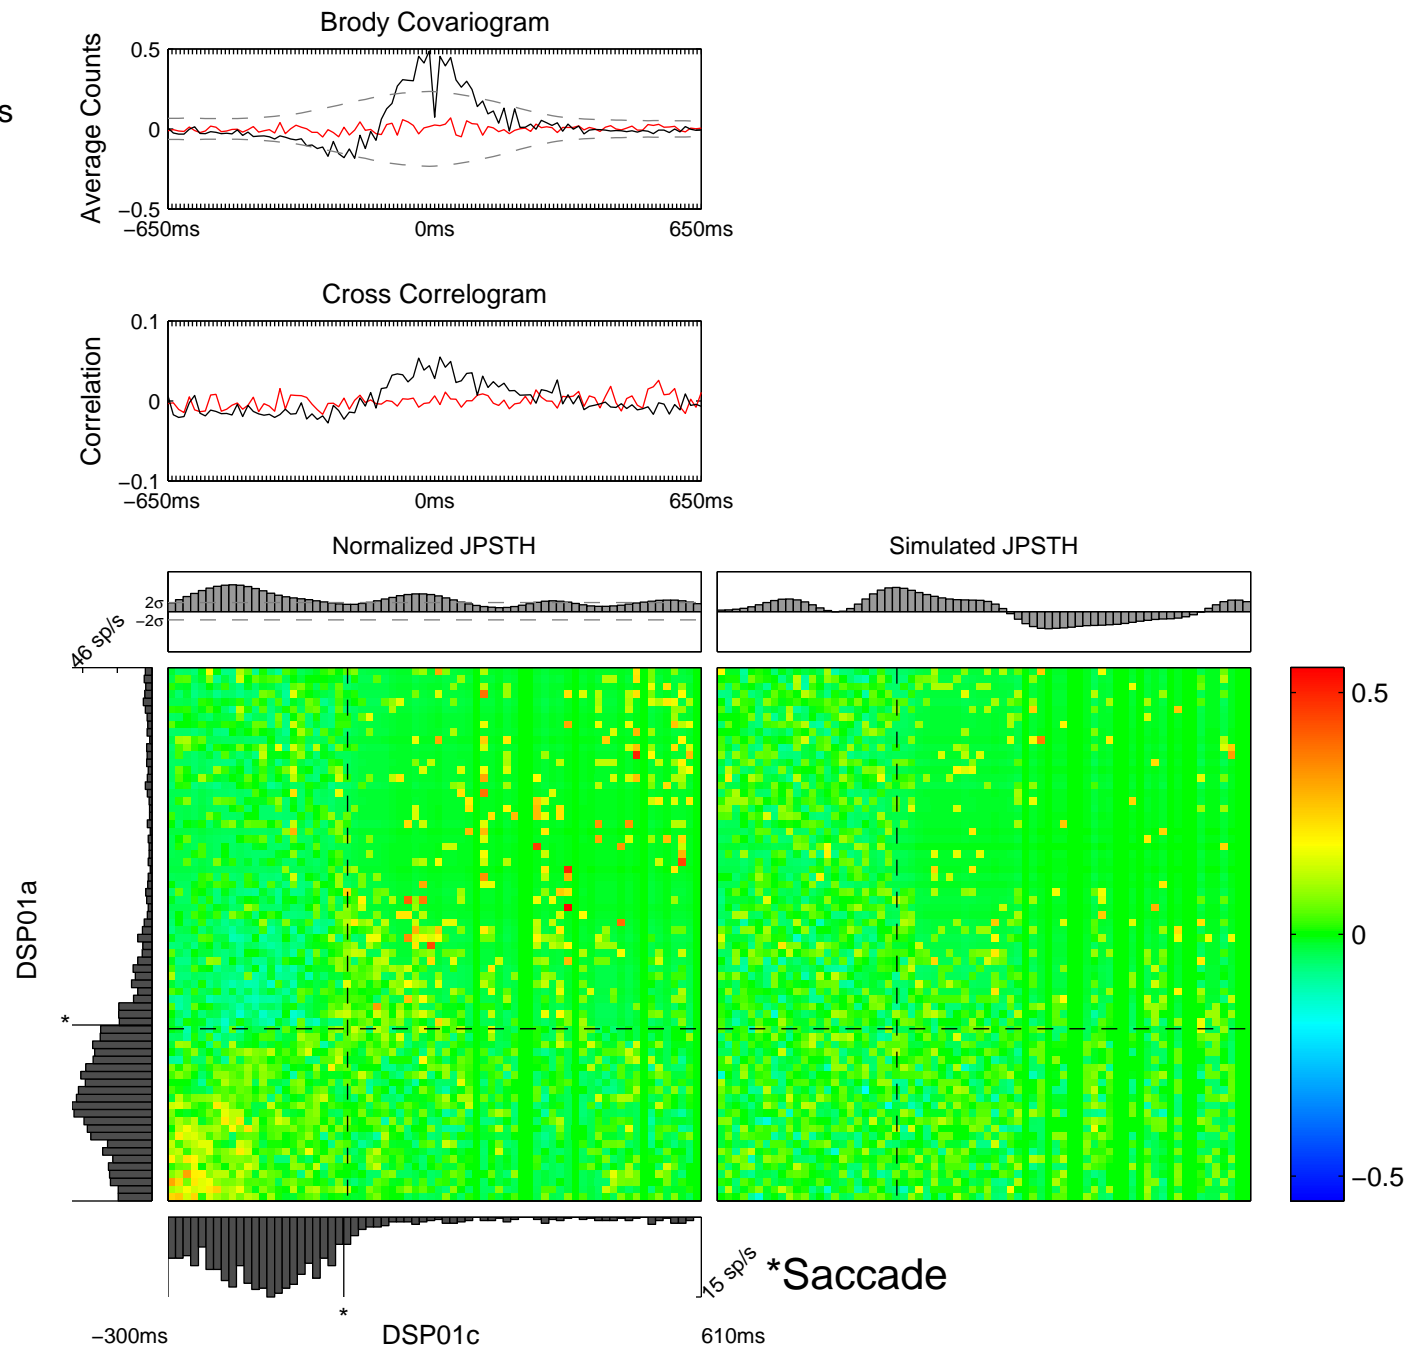 Brody Covariogram
s
Average Counts
0.5
0
−0.5
−650ms
0ms
650ms
Cross Correlogram
Correlation
0.1
0
−0.1
−650ms
0ms
650ms
Normalized JPSTH
Simulated JPSTH
2σ
−2σ
46 sp/s
DSP01a
*
0.5
0
−0.5
15 sp/s
*Saccade
*
−300ms
DSP01c
610ms